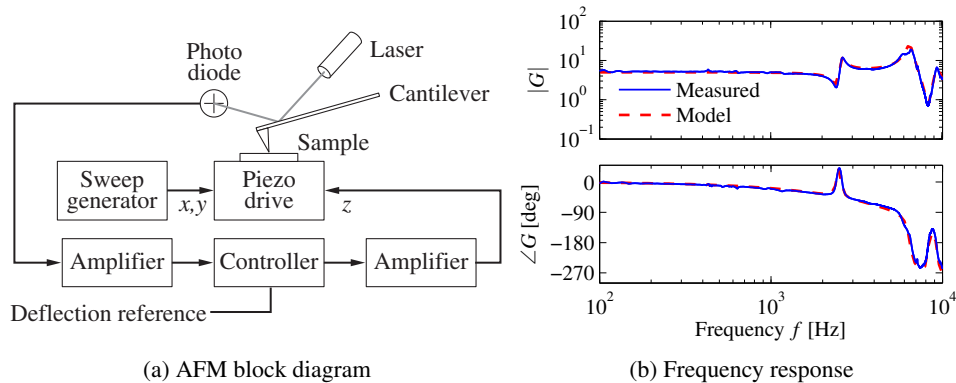 Photo
diode
Laser
Cantilever
Sample
Sweep
generator
x,y
Piezo
drive
z
Amplifier
Controller
Amplifier
Deflection reference
(a) AFM block diagram
|G|
10^2
10^1
10^0
10^-1
Measured
Model
∠G [deg]
0
-90
-180
-270
10^2
10^3
10^4
Frequency f [Hz]
(b) Frequency response